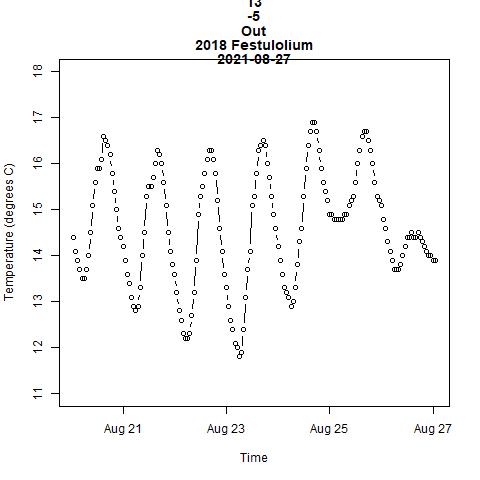 13
-5
Out
2018 Festulolium
2021-08-27
Temperature (degrees C)
18
17
16
15
14
13
12
11
Aug 21 Aug 23 Aug 25 Aug 27
Time